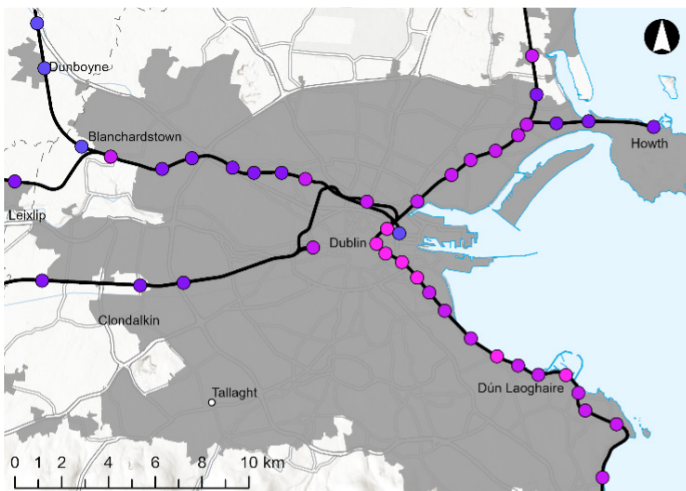 Dunboyne
Blanchardstown
Howth
Leixlip
Dublin
Clondalkin
Dún Laoghaire
Tallaght
0 1 2 4 6 8 10 km